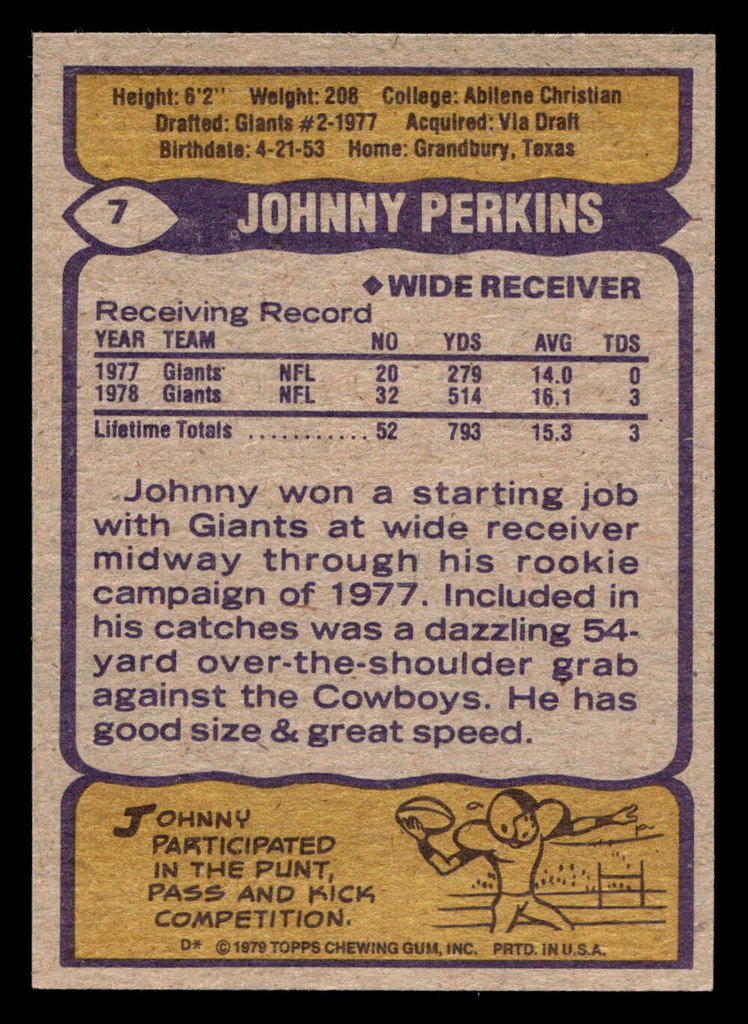 Height: 6'2" Weight: 208 College: Abilene Christian
Drafted: Giants #2-1977 Acquired: Via Draft
Birthdate: 4-21-53 Home: Grandbury, Texas
7 JOHNNY PERKINS
◆WIDE RECEIVER
Receiving Record
YEAR TEAM NO YDS AVG TDS
1977 Giants NFL 20 279 14.0 0
1978 Giants NFL 32 514 16.1 3
Lifetime Totals ........... 52 793 15.3 3
Johnny won a starting job
with Giants at wide receiver
midway through his rookie
campaign of 1977. Included in
his catches was a dazzling 54-
yard over-the-shoulder grab
against the Cowboys. He has
good size & great speed.
JOHNNY
PARTICIPATED
IN THE PUNT,
PASS AND KICK
COMPETITION.
D* © 1979 TOPPS CHEWING GUM, INC. PRTD. IN U.S.A.